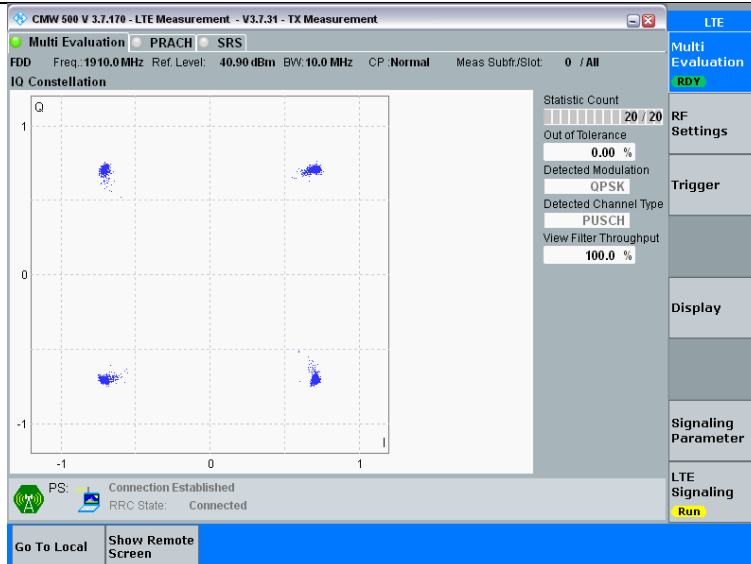 CMW 500 V 3.7.170 - LTE Measurement - V3.7.31 - TX Measurement
LTE
Multi Evaluation PRACH SRS
FDD Freq.:1910.0 MHz Ref. Level: 40.90 dBm BW:10.0 MHz CP :Normal Meas Subfr./Slot: 0 / All
IQ Constellation
Q
1
0
-1
-1 0 1
I
Statistic Count
20 / 20
Out of Tolerance
0.00 %
Detected Modulation
QPSK
Detected Channel Type
PUSCH
View Filter Throughput
100.0 %
Multi
Evaluation
RDY
RF
Settings
Trigger
Display
Signaling
Parameter
LTE
Signaling
Run
PS: Connection Established
RRC State: Connected
Go To Local
Show Remote
Screen